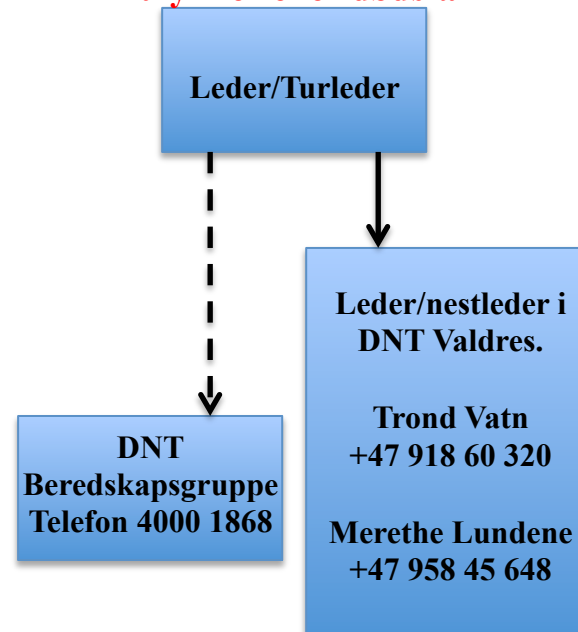 Leder/Turleder
Leder/nestleder i
DNT Valdres.
Trond Vatn
+47 918 60 320
Merethe Lundene
+47 958 45 648
DNT
Beredskapsgruppe
Telefon 4000 1868